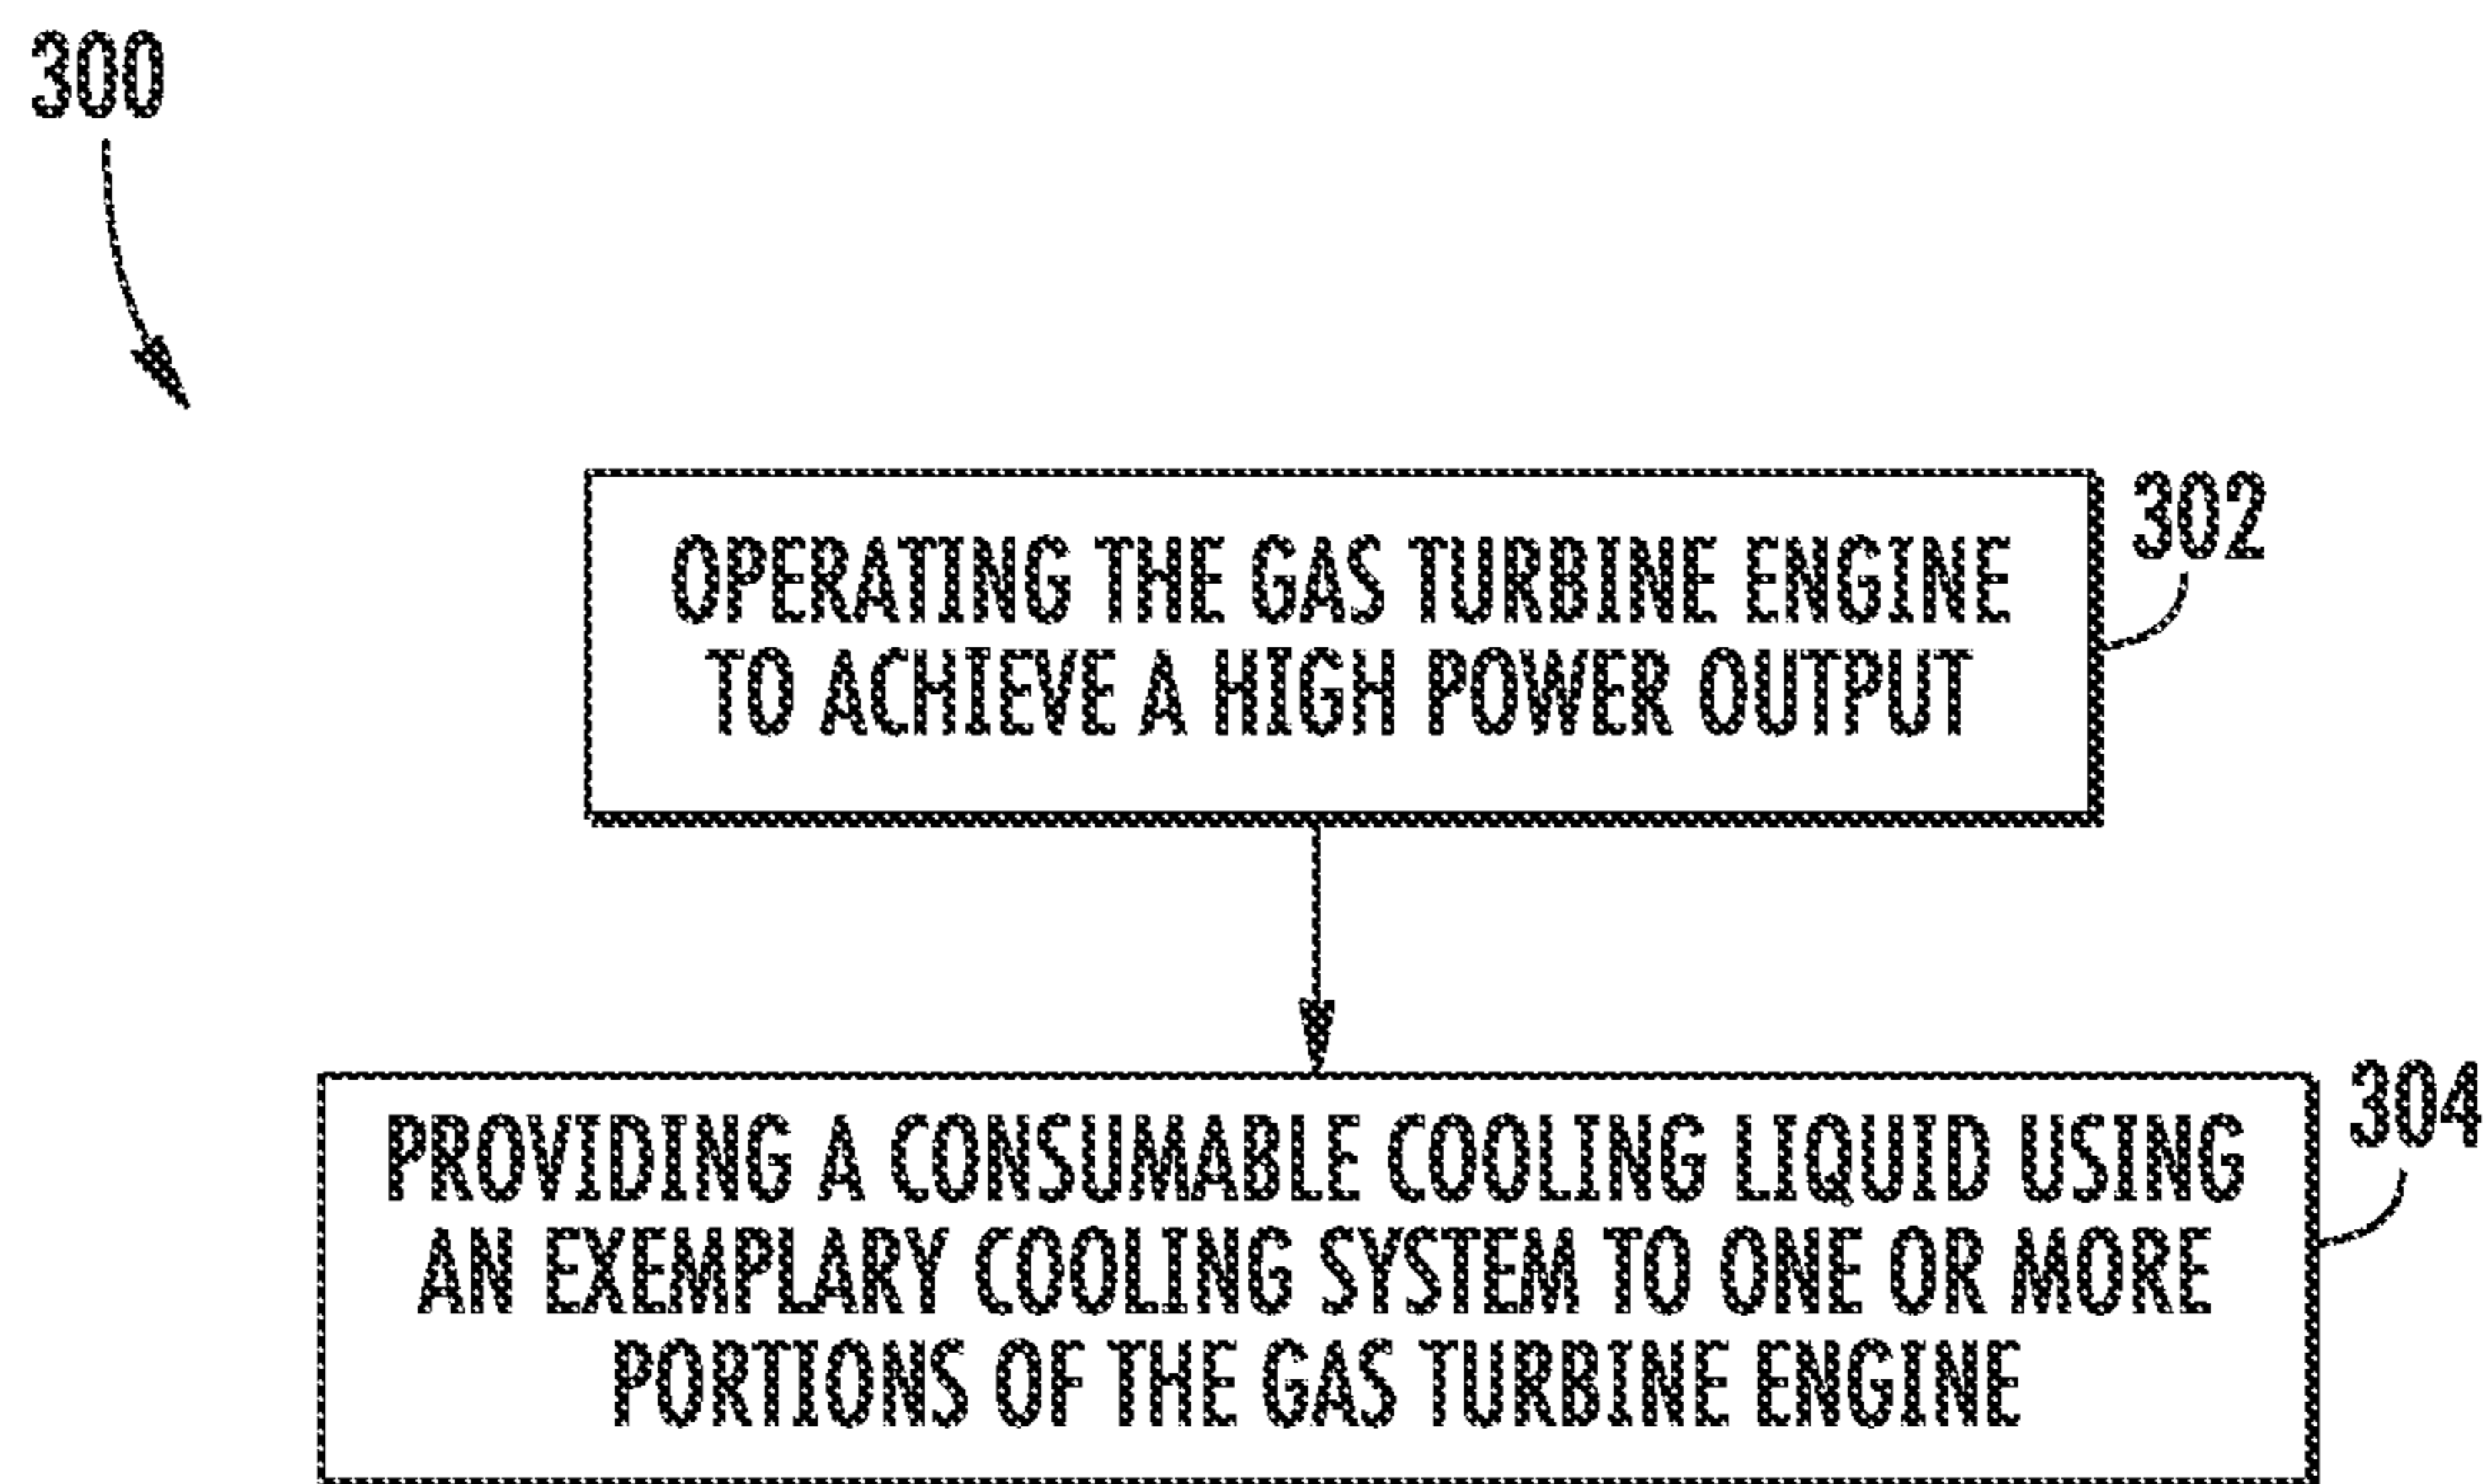 300
OPERATING THE GAS TURBINE ENGINE
TO ACHIEVE A HIGH POWER OUTPUT
302
PROVIDING A CONSUMABLE COOLING LIQUID USING
AN EXEMPLARY COOLING SYSTEM TO ONE OR MORE
PORTIONS OF THE GAS TURBINE ENGINE
304